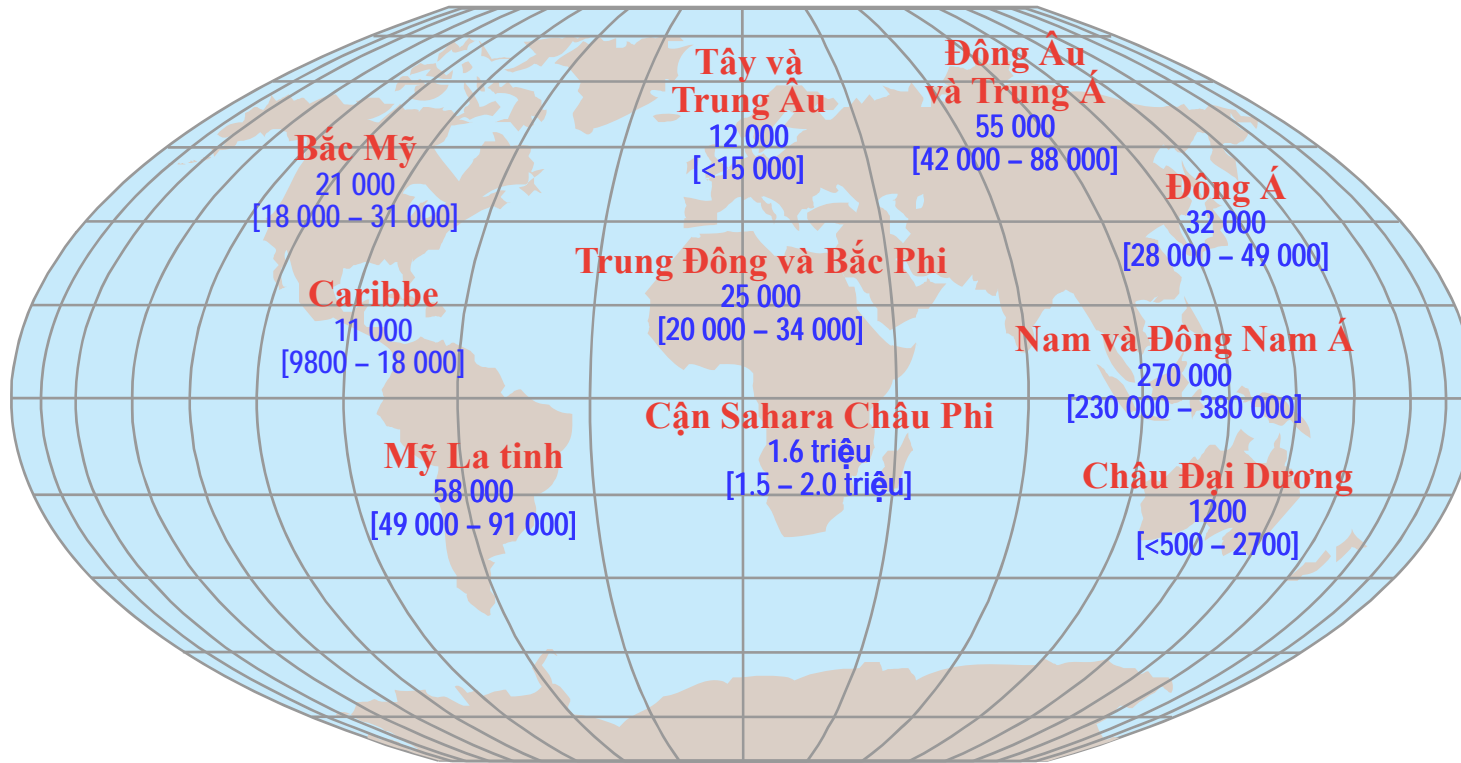 Tây và
Trung Âu
12 000
[<15 000]
Đông Âu
và Trung Á
55 000
[42 000 – 88 000]
Bắc Mỹ
21 000
[18 000 – 31 000]
Đông Á
32 000
[28 000 – 49 000]
Trung Đông và Bắc Phi
25 000
[20 000 – 34 000]
Caribbe
11 000
[9800 – 18 000]
Nam và Đông Nam Á
270 000
[230 000 – 380 000]
Cận Sahara Châu Phi
1.6 triệu
[1.5 – 2.0 triệu]
Mỹ La tinh
58 000
[49 000 – 91 000]
Châu Đại Dương
1200
[<500 – 2700]